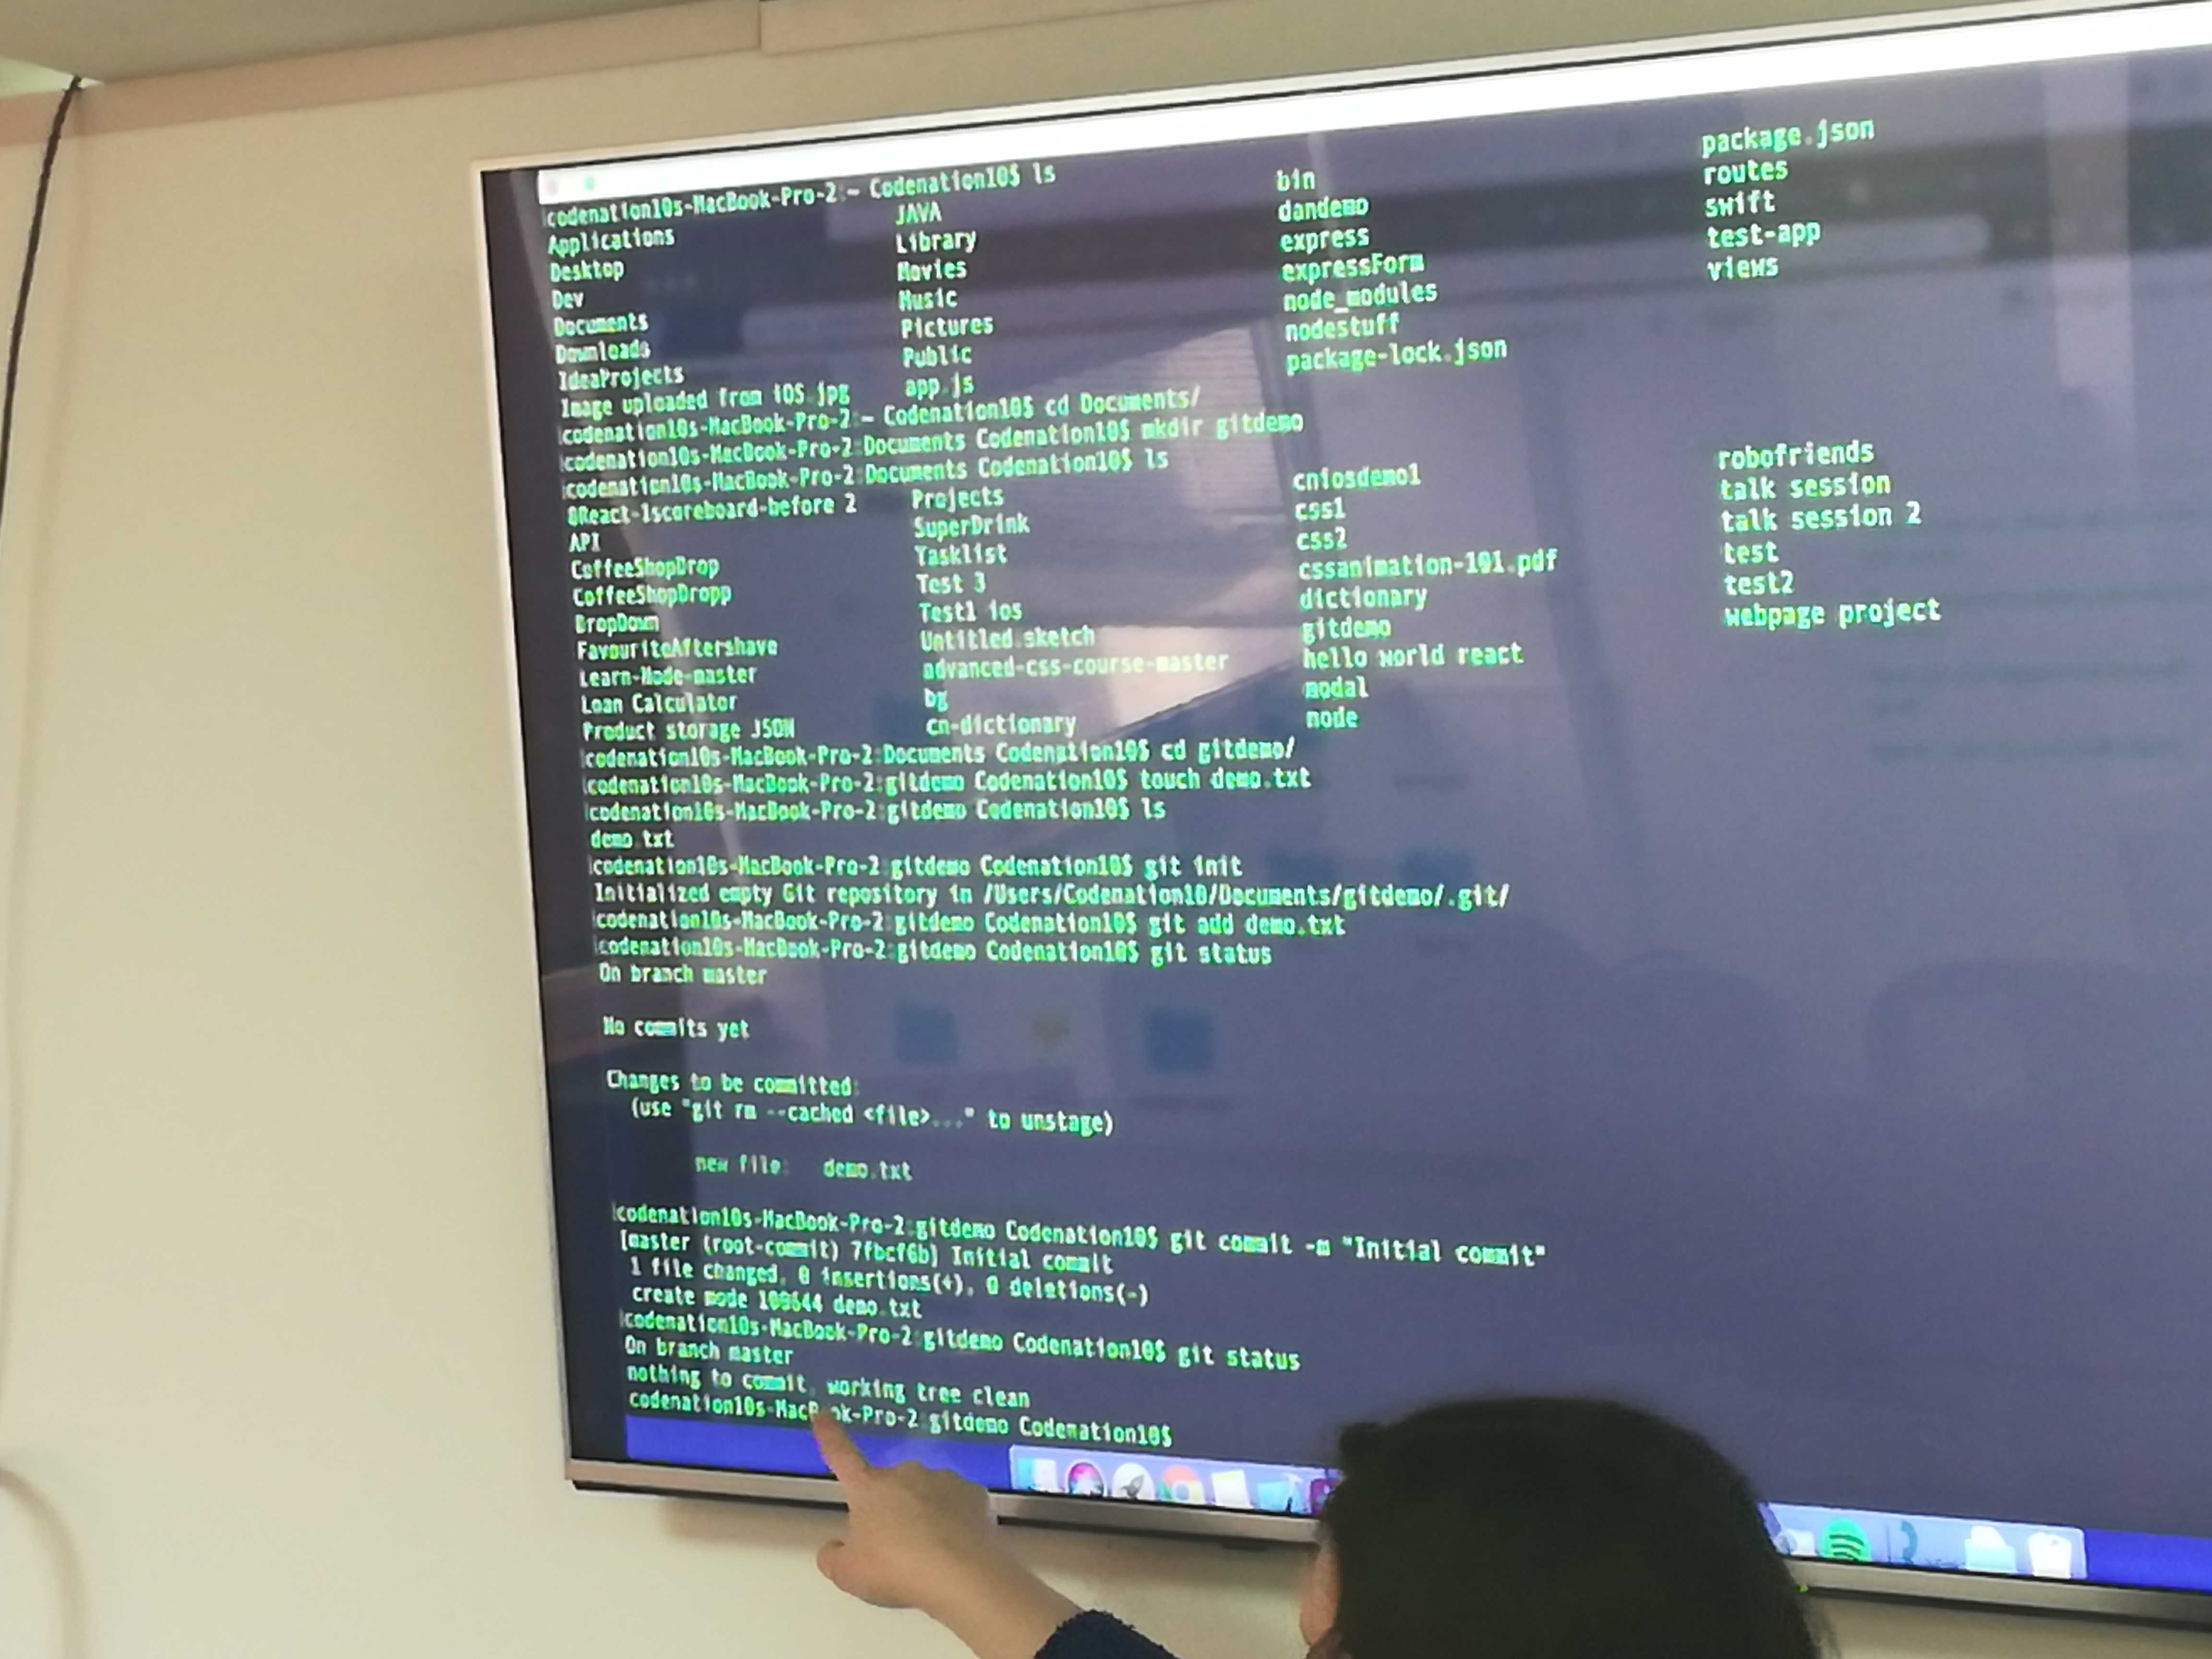 codenation10s-MacBook-Pro-2:~ Codenation10$ ls
Applications JAVA bin package.json
Desktop Library dandemo routes
Dev Movies express swift
Documents Music expressForm test-app
Downloads Pictures node_modules views
IdeaProjects Public nodestuff
Image uploaded from iOS.jpg app.js package-lock.json
codenation10s-MacBook-Pro-2:~ Codenation10$ cd Documents/
codenation10s-MacBook-Pro-2:Documents Codenation10$ mkdir gitdemo
codenation10s-MacBook-Pro-2:Documents Codenation10$ ls
0React-1scoreboard-before 2 Projects cniosdemo1 robofriends
API SuperDrink css1 talk session
CoffeeShopDrop Tasklist css2 talk session 2
CoffeeShopDropp Test 3 cssanimation-101.pdf test
DropDown Test1 ios dictionary test2
FavouriteAftershave Untitled.sketch gitdemo webpage project
Learn-Node-master advanced-css-course-master hello world react
Loan Calculator bg modal
Product storage JSON cn-dictionary node
codenation10s-MacBook-Pro-2:Documents Codenation10$ cd gitdemo/
codenation10s-MacBook-Pro-2:gitdemo Codenation10$ touch demo.txt
codenation10s-MacBook-Pro-2:gitdemo Codenation10$ ls
demo.txt
codenation10s-MacBook-Pro-2:gitdemo Codenation10$ git init
Initialized empty Git repository in /Users/Codenation10/Documents/gitdemo/.git/
codenation10s-MacBook-Pro-2:gitdemo Codenation10$ git add demo.txt
codenation10s-MacBook-Pro-2:gitdemo Codenation10$ git status
On branch master
No commits yet
Changes to be committed:
(use "git rm --cached <file>..." to unstage)
new file: demo.txt
codenation10s-MacBook-Pro-2:gitdemo Codenation10$ git commit -m "Initial commit"
[master (root-commit) 7fbcf6b] Initial commit
1 file changed, 0 insertions(+), 0 deletions(-)
create mode 100644 demo.txt
codenation10s-MacBook-Pro-2:gitdemo Codenation10$ git status
On branch master
nothing to commit, working tree clean
codenation10s-MacBook-Pro-2:gitdemo Codenation10$